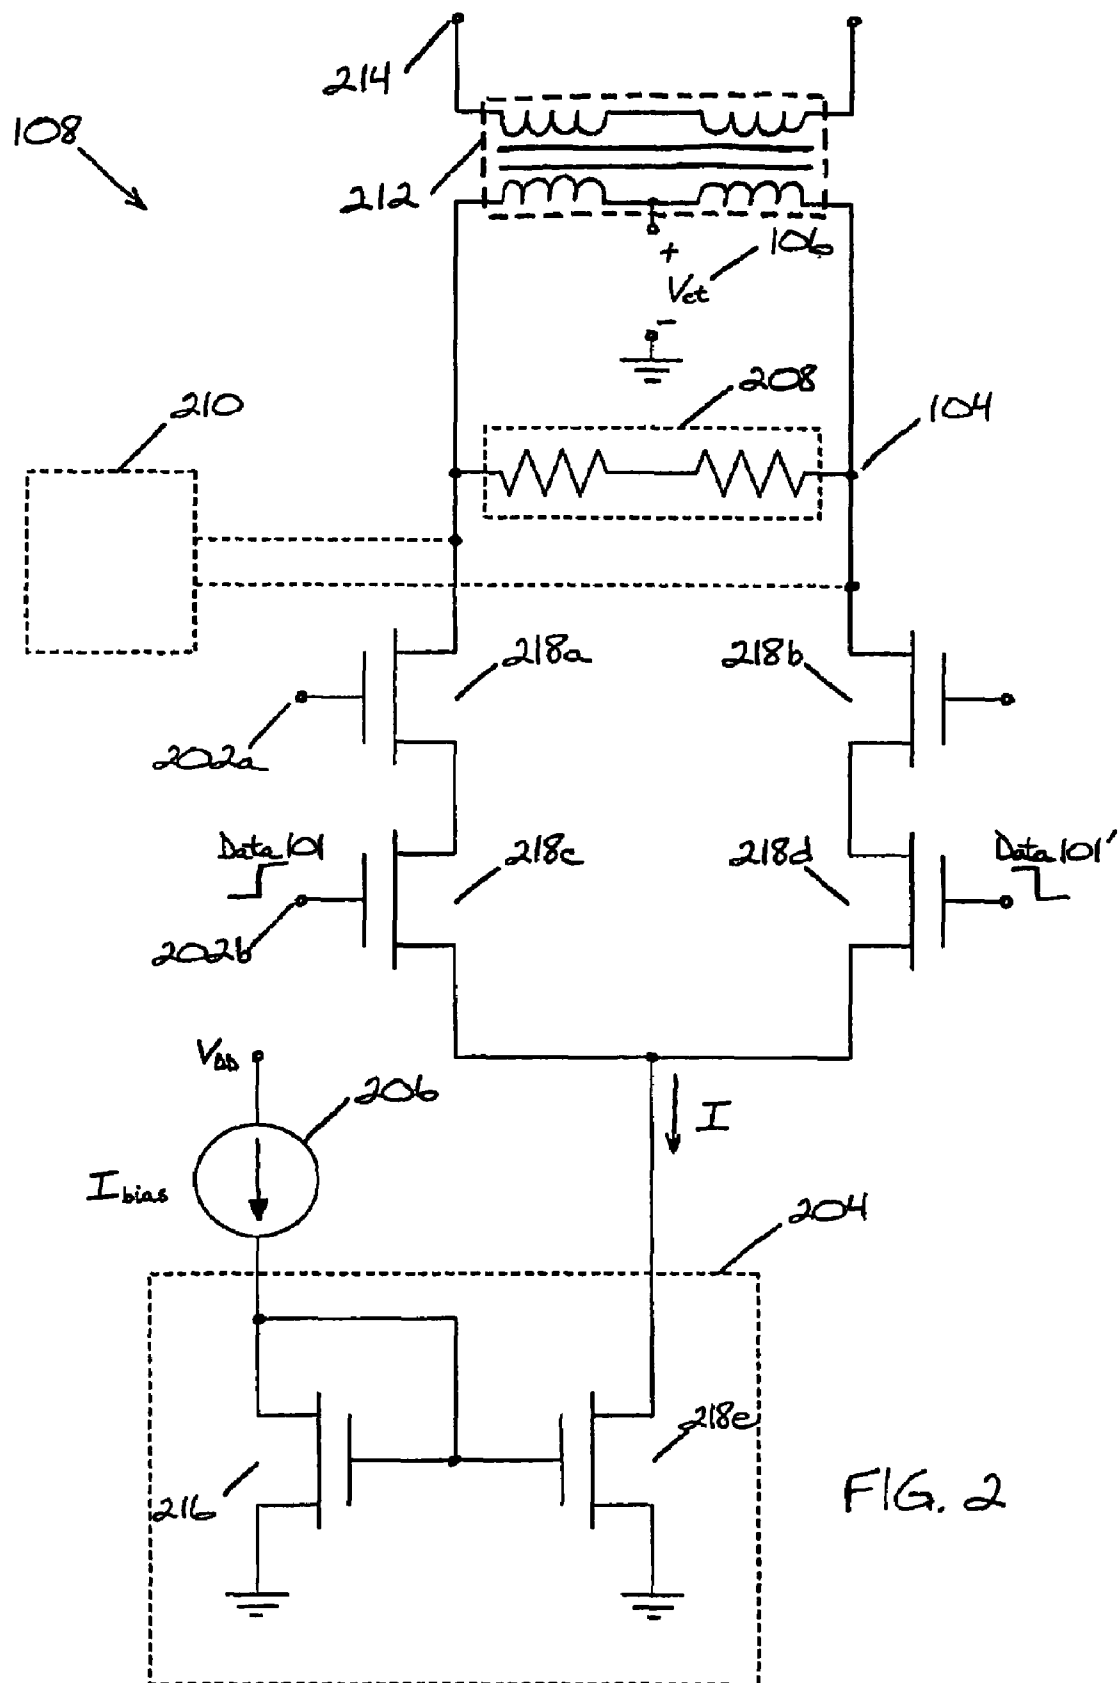 214
108
212
106
+
Vct
-
208
210
104
218a
218b
202a
Data 101
218c
218d
Data 101'
202b
VDD
206
I
Ibias
204
218e
216
FIG. 2